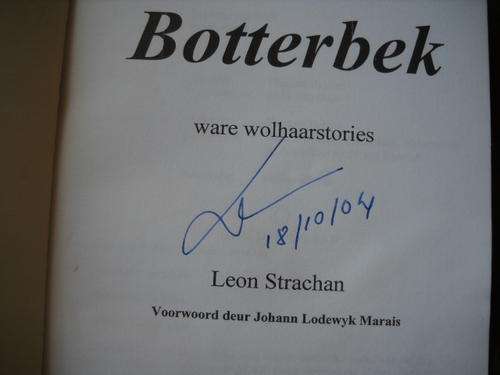 Botterbek
ware wolhaarstories
18/10/04
Leon Strachan
Voorwoord deur Johann Lodewyk Marais